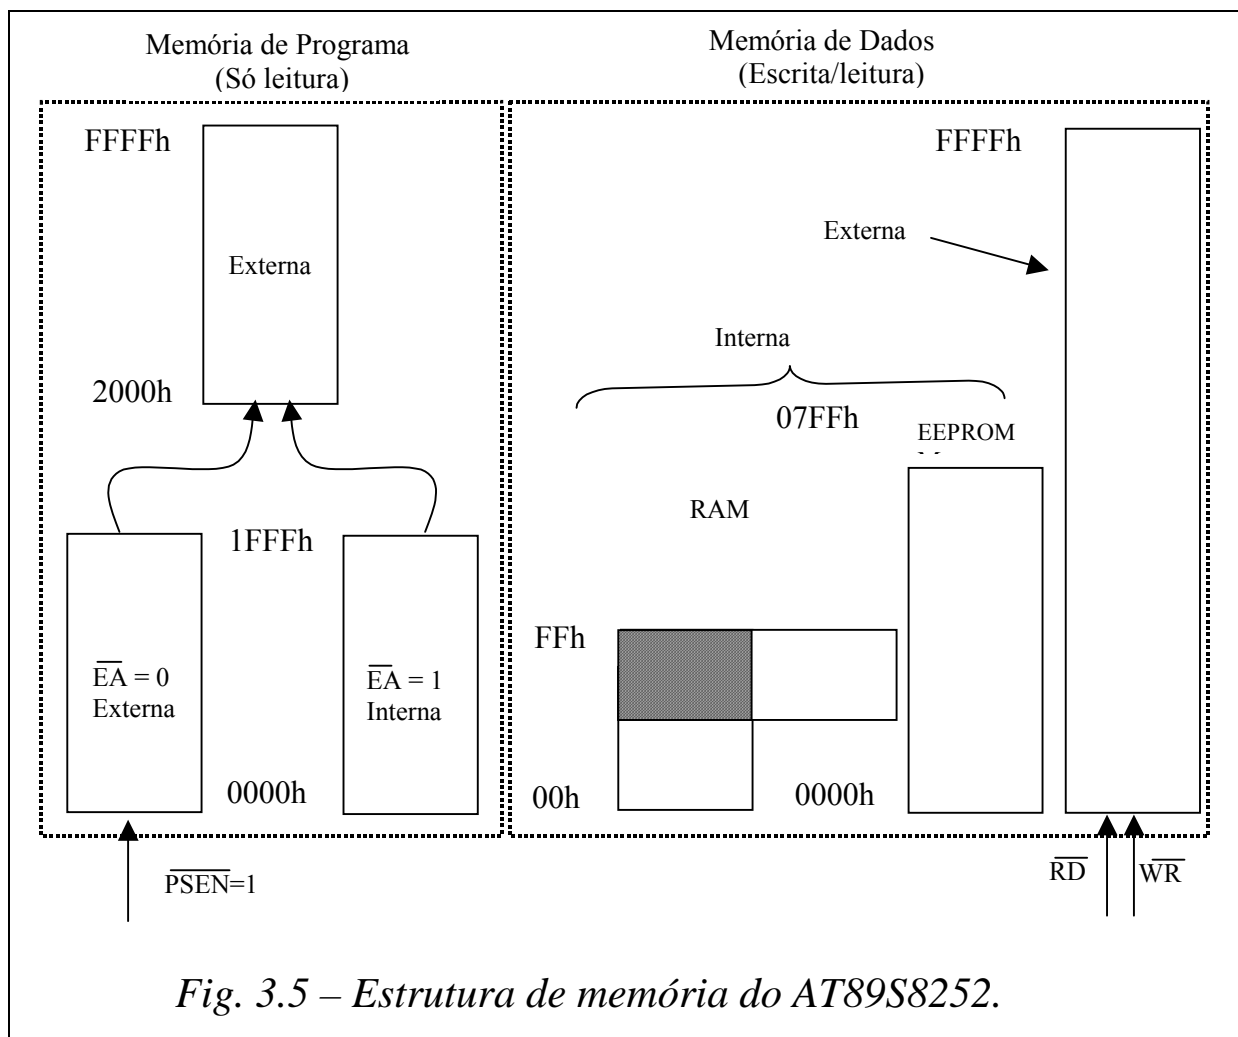 Memória de Programa
(Só leitura)
Memória de Dados
(Escrita/leitura)
FFFFh
Externa
2000h
1FFFh
EA = 0
Externa
EA = 1
Interna
0000h
PSEN=1
FFFFh
Externa
Interna
07FFh
EEPROM
RAM
FFh
00h
0000h
RD
WR
Fig. 3.5 – Estrutura de memória do AT89S8252.